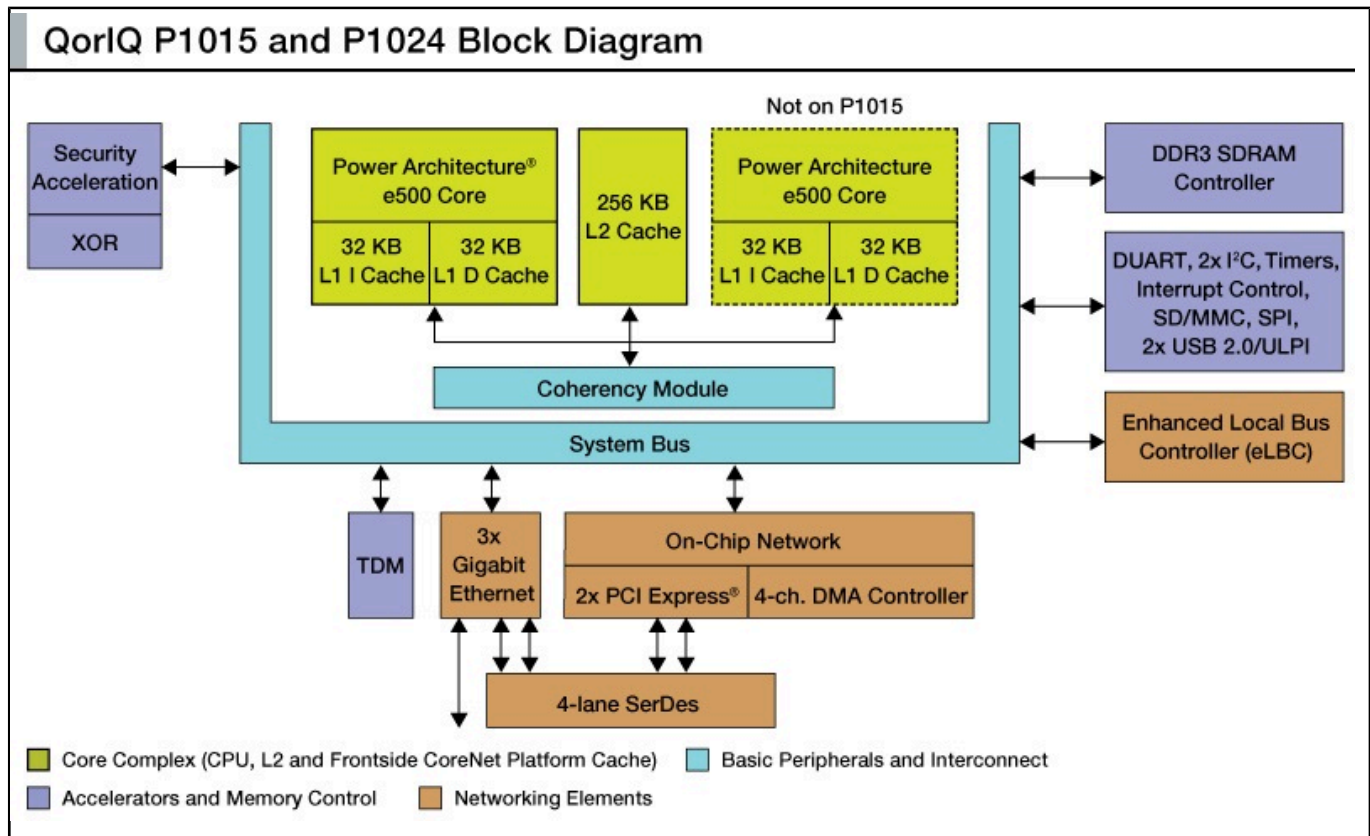 QorIQ P1015 and P1024 Block Diagram
Not on P1015
Security
Acceleration
XOR
Power Architecture®
e500 Core
32 KB
L1 I Cache
32 KB
L1 D Cache
256 KB
L2 Cache
Power Architecture
e500 Core
32 KB
L1 I Cache
32 KB
L1 D Cache
DDR3 SDRAM
Controller
DUART, 2x I²C, Timers,
Interrupt Control,
SD/MMC, SPI,
2x USB 2.0/ULPI
Coherency Module
System Bus
Enhanced Local Bus
Controller (eLBC)
TDM
3x
Gigabit
Ethernet
On-Chip Network
2x PCI Express®
4-ch. DMA Controller
4-lane SerDes
Core Complex (CPU, L2 and Frontside CoreNet Platform Cache)
Basic Peripherals and Interconnect
Accelerators and Memory Control
Networking Elements